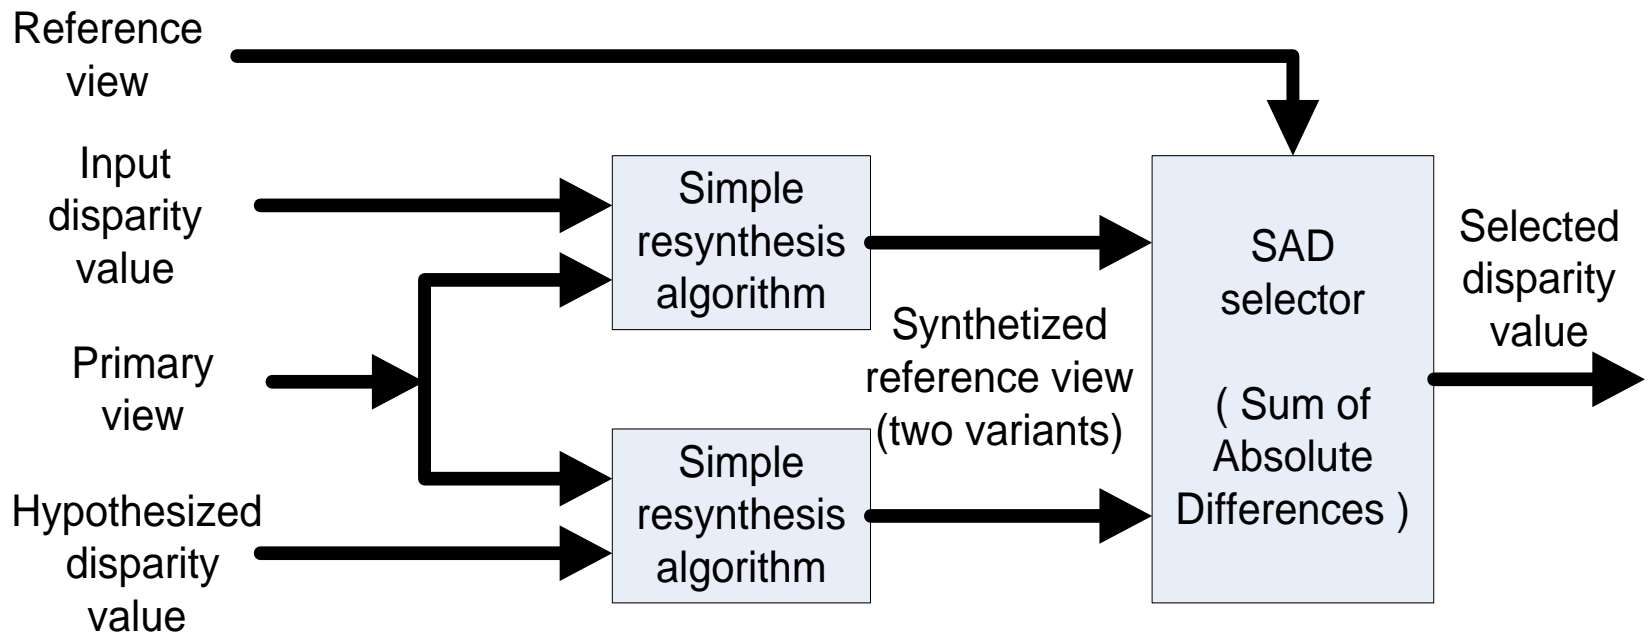 Reference
view
Input
disparity
value
Primary
view
Hypothesized
disparity
value
Simple
resynthesis
algorithm
Simple
resynthesis
algorithm
Synthetized
reference view
(two variants)
SAD
selector
( Sum of
Absolute
Differences )
Selected
disparity
value